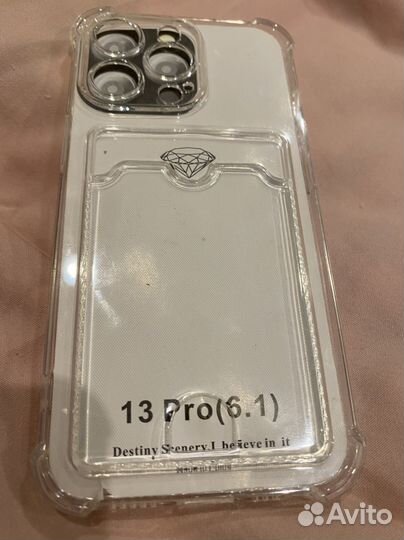 13 Pro(6.1)
Destiny Scenery.I believe in it
Avito